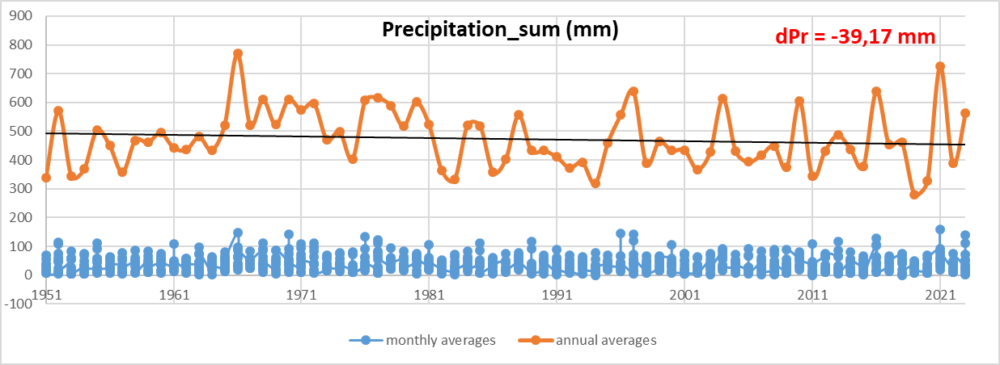 Precipitation_sum (mm)
dPr = -39,17 mm
900
800
700
600
500
400
300
200
100
0
-100
1951 1961 1971 1981 1991 2001 2011 2021
monthly averages annual averages